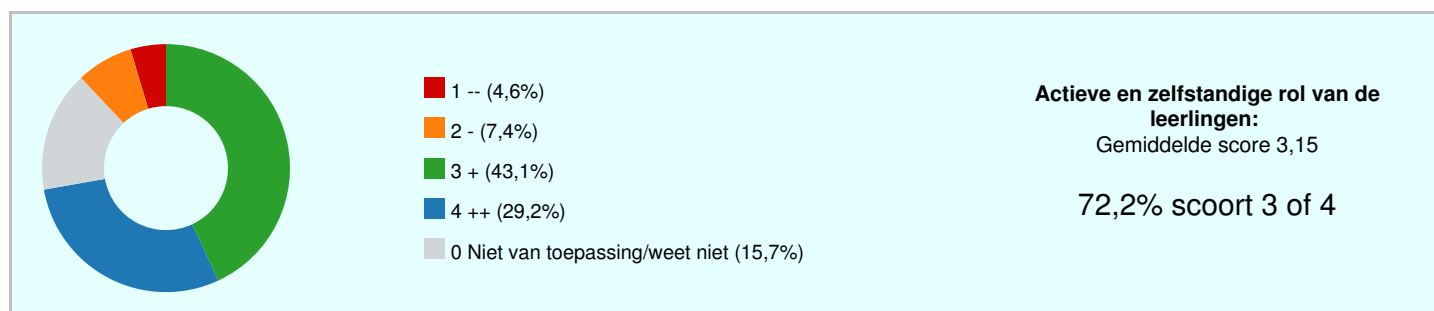 1 -- (4,6%)
2 - (7,4%)
3 + (43,1%)
4 ++ (29,2%)
0 Niet van toepassing/weet niet (15,7%)
Actieve en zelfstandige rol van de
leerlingen:
Gemiddelde score 3,15
72,2% scoort 3 of 4